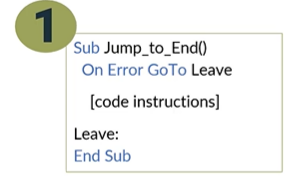 1
Sub Jump_to_End()
On Error GoTo Leave
[code instructions]
Leave:
End Sub